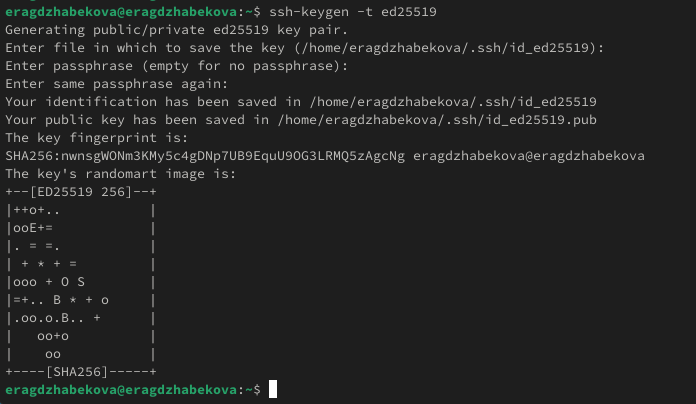 eragdzhabekova@eragdzhabekova:~$ ssh-keygen -t ed25519
Generating public/private ed25519 key pair.
Enter file in which to save the key (/home/eragdzhabekova/.ssh/id_ed25519):
Enter passphrase (empty for no passphrase):
Enter same passphrase again:
Your identification has been saved in /home/eragdzhabekova/.ssh/id_ed25519
Your public key has been saved in /home/eragdzhabekova/.ssh/id_ed25519.pub
The key fingerprint is:
SHA256:nwnsgWONm3KMy5c4gDNp7UB9EquU9OG3LRMQ5zAgcNg eragdzhabekova@eragdzhabekova
The key's randomart image is:
+--[ED25519 256]--+
|++o+..           |
|ooE+=            |
|. = =.           |
| + * + =         |
|ooo + O S        |
|=+.. B * + o     |
|.oo.o.B.. +      |
|   oo+o          |
|    oo           |
+----[SHA256]-----+
eragdzhabekova@eragdzhabekova:~$